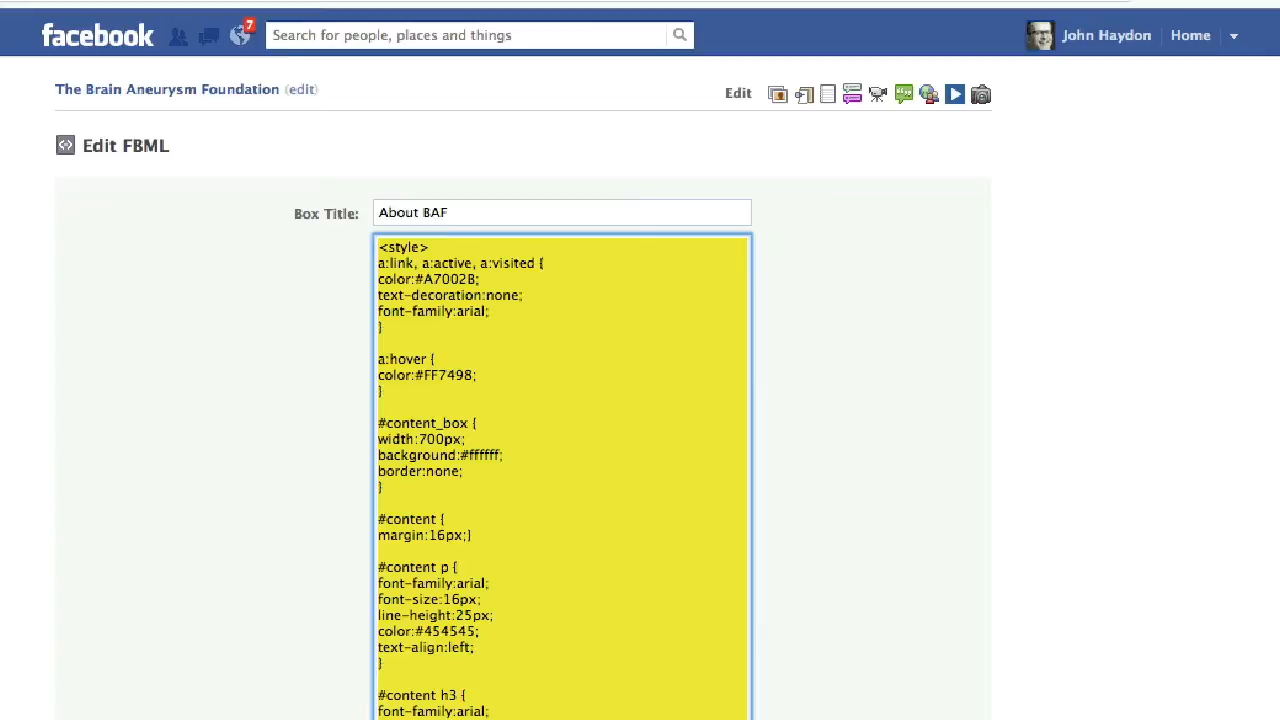 facebook
7
Search for people, places and things
John Haydon
Home
The Brain Aneurysm Foundation (edit)
Edit
Edit FBML
Box Title:
About BAF
<style>
a:link, a:active, a:visited {
color:#A7002B;
text-decoration:none;
font-family:arial;
}
a:hover {
color:#FF7498;
}
#content_box {
width:700px;
background:#ffffff;
border:none;
}
#content {
margin:16px;}
#content p {
font-family:arial;
font-size:16px;
line-height:25px;
color:#454545;
text-align:left;
}
#content h3 {
font-family:arial;